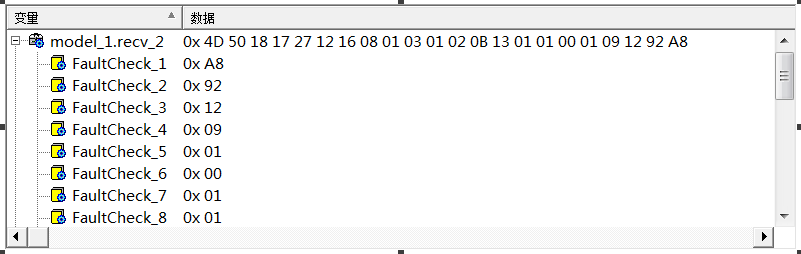 变量 数据
model_1.recv_2 0x 4D 50 18 17 27 12 16 08 01 03 01 02 0B 13 01 01 00 01 09 12 92 A8
FaultCheck_1 0x A8
FaultCheck_2 0x 92
FaultCheck_3 0x 12
FaultCheck_4 0x 09
FaultCheck_5 0x 01
FaultCheck_6 0x 00
FaultCheck_7 0x 01
FaultCheck_8 0x 01